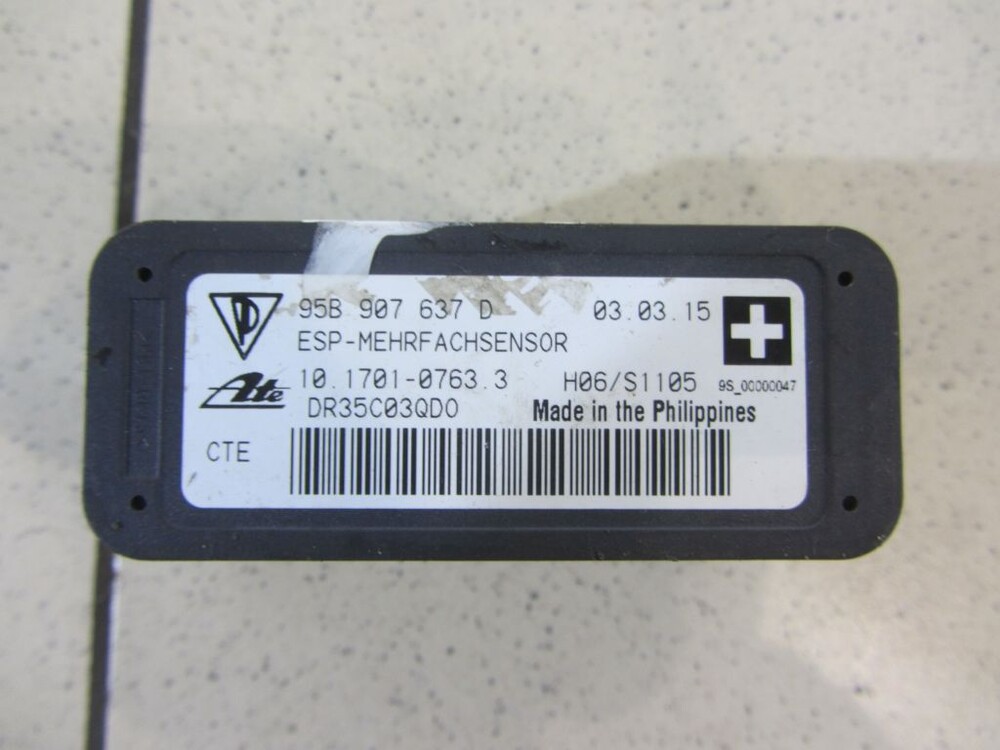 95B 907 637 D 03.03.15
ESP-MEHRFACHSENSOR
Ate 10.1701-0763.3 H06/S1105 9S_00000047
DR35C03QD0 Made in the Philippines
CTE